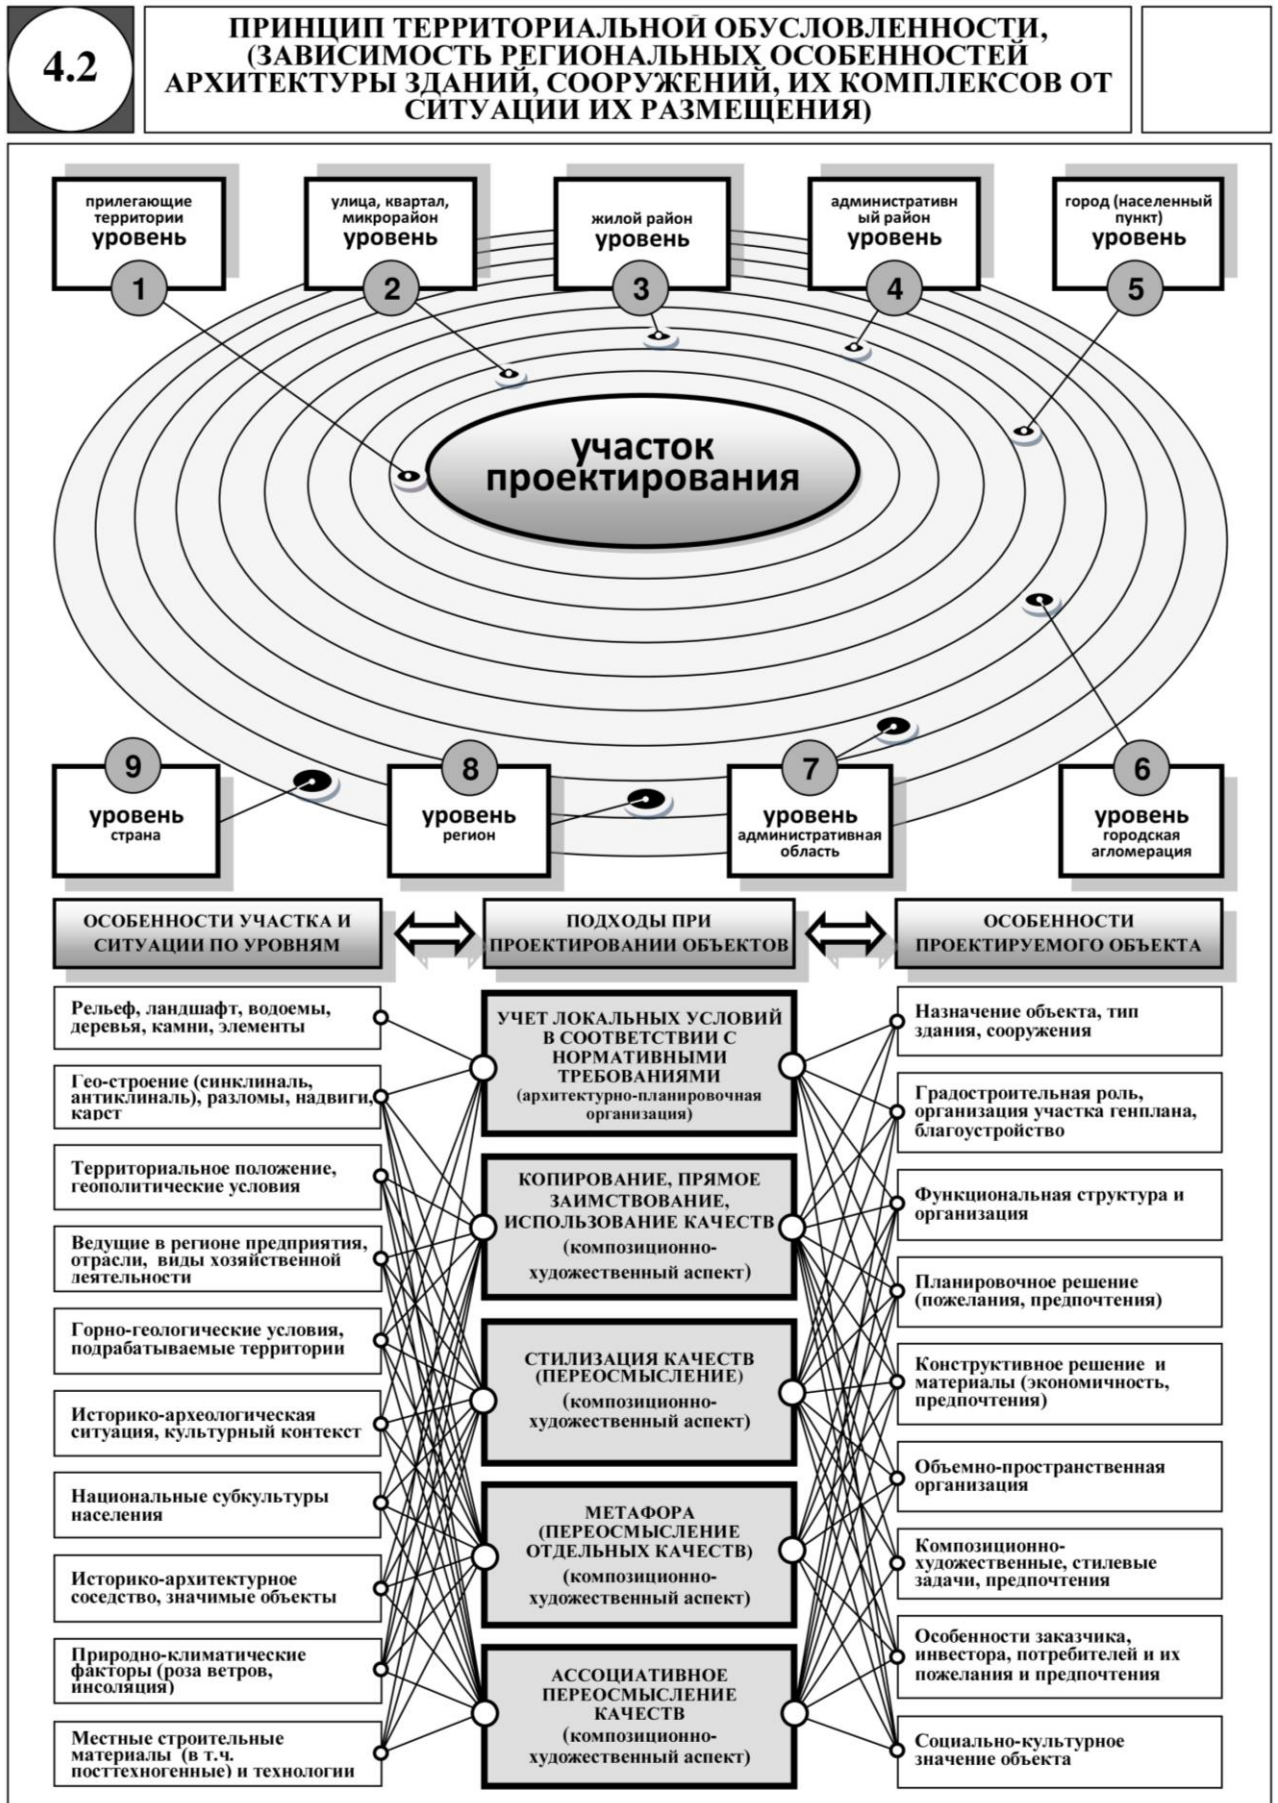 4.2
ПРИНЦИП ТЕРРИТОРИАЛЬНОЙ ОБУСЛОВЛЕННОСТИ,
(ЗАВИСИМОСТЬ РЕГИОНАЛЬНЫХ ОСОБЕННОСТЕЙ
АРХИТЕКТУРЫ ЗДАНИЙ, СООРУЖЕНИЙ, ИХ КОМПЛЕКСОВ ОТ
СИТУАЦИИ ИХ РАЗМЕЩЕНИЯ)
прилегающие
территории
уровень
1
улица, квартал,
микрорайон
уровень
2
жилой район
уровень
3
административн
ый район
уровень
4
город (населенный
пункт)
уровень
5
участок
проектирования
9
уровень
страна
8
уровень
регион
7
уровень
административная
область
6
уровень
городская
агломерация
ОСОБЕННОСТИ УЧАСТКА И
СИТУАЦИИ ПО УРОВНЯМ
ПОДХОДЫ ПРИ
ПРОЕКТИРОВАНИИ ОБЪЕКТОВ
ОСОБЕННОСТИ
ПРОЕКТИРУЕМОГО ОБЪЕКТА
Рельеф, ландшафт, водоемы,
деревья, камни, элементы
Гео-строение (синклиналь,
антиклиналь), разломы, надвиги,
карст
Территориальное положение,
геополитические условия
Ведущие в регионе предприятия,
отрасли, виды хозяйственной
деятельности
Горно-геологические условия,
подрабатываемые территории
Историко-археологическая
ситуация, культурный контекст
Национальные субкультуры
населения
Историко-архитектурное
соседство, значимые объекты
Природно-климатические
факторы (роза ветров,
инсоляция)
Местные строительные
материалы (в т.ч.
посттехногенные) и технологии
УЧЕТ ЛОКАЛЬНЫХ УСЛОВИЙ
В СООТВЕТСТВИИ С
НОРМАТИВНЫМИ
ТРЕБОВАНИЯМИ
(архитектурно-планировочная
организация)
КОПИРОВАНИЕ, ПРЯМОЕ
ЗАИМСТВОВАНИЕ,
ИСПОЛЬЗОВАНИЕ КАЧЕСТВ
(композиционно-
художественный аспект)
СТИЛИЗАЦИЯ КАЧЕСТВ
(ПЕРЕОСМЫСЛЕНИЕ)
(композиционно-
художественный аспект)
МЕТАФОРА
(ПЕРЕОСМЫСЛЕНИЕ
ОТДЕЛЬНЫХ КАЧЕСТВ)
(композиционно-
художественный аспект)
АССОЦИАТИВНОЕ
ПЕРЕОСМЫСЛЕНИЕ
КАЧЕСТВ
(композиционно-
художественный аспект)
Назначение объекта, тип
здания, сооружения
Градостроительная роль,
организация участка генплана,
благоустройство
Функциональная структура и
организация
Планировочное решение
(пожелания, предпочтения)
Конструктивное решение и
материалы (экономичность,
предпочтения)
Объемно-пространственная
организация
Композиционно-
художественные, стилевые
задачи, предпочтения
Особенности заказчика,
инвестора, потребителей и их
пожелания и предпочтения
Социально-культурное
значение объекта